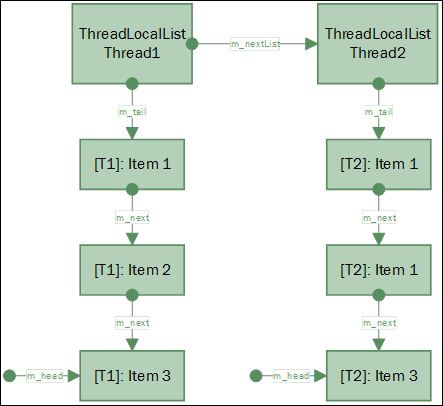 ThreadLocalList
Thread1
m_nextList
ThreadLocalList
Thread2
m_tail
m_tail
[T1]: Item 1
[T2]: Item 1
m_next
m_next
[T1]: Item 2
[T2]: Item 1
m_next
m_next
m_head
[T1]: Item 3
m_head
[T2]: Item 3